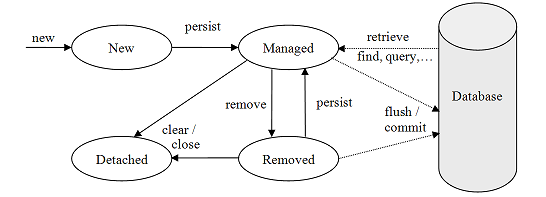 new
New
persist
Managed
retrieve
find, query,...
Database
remove
persist
flush /
commit
clear /
close
Detached
Removed